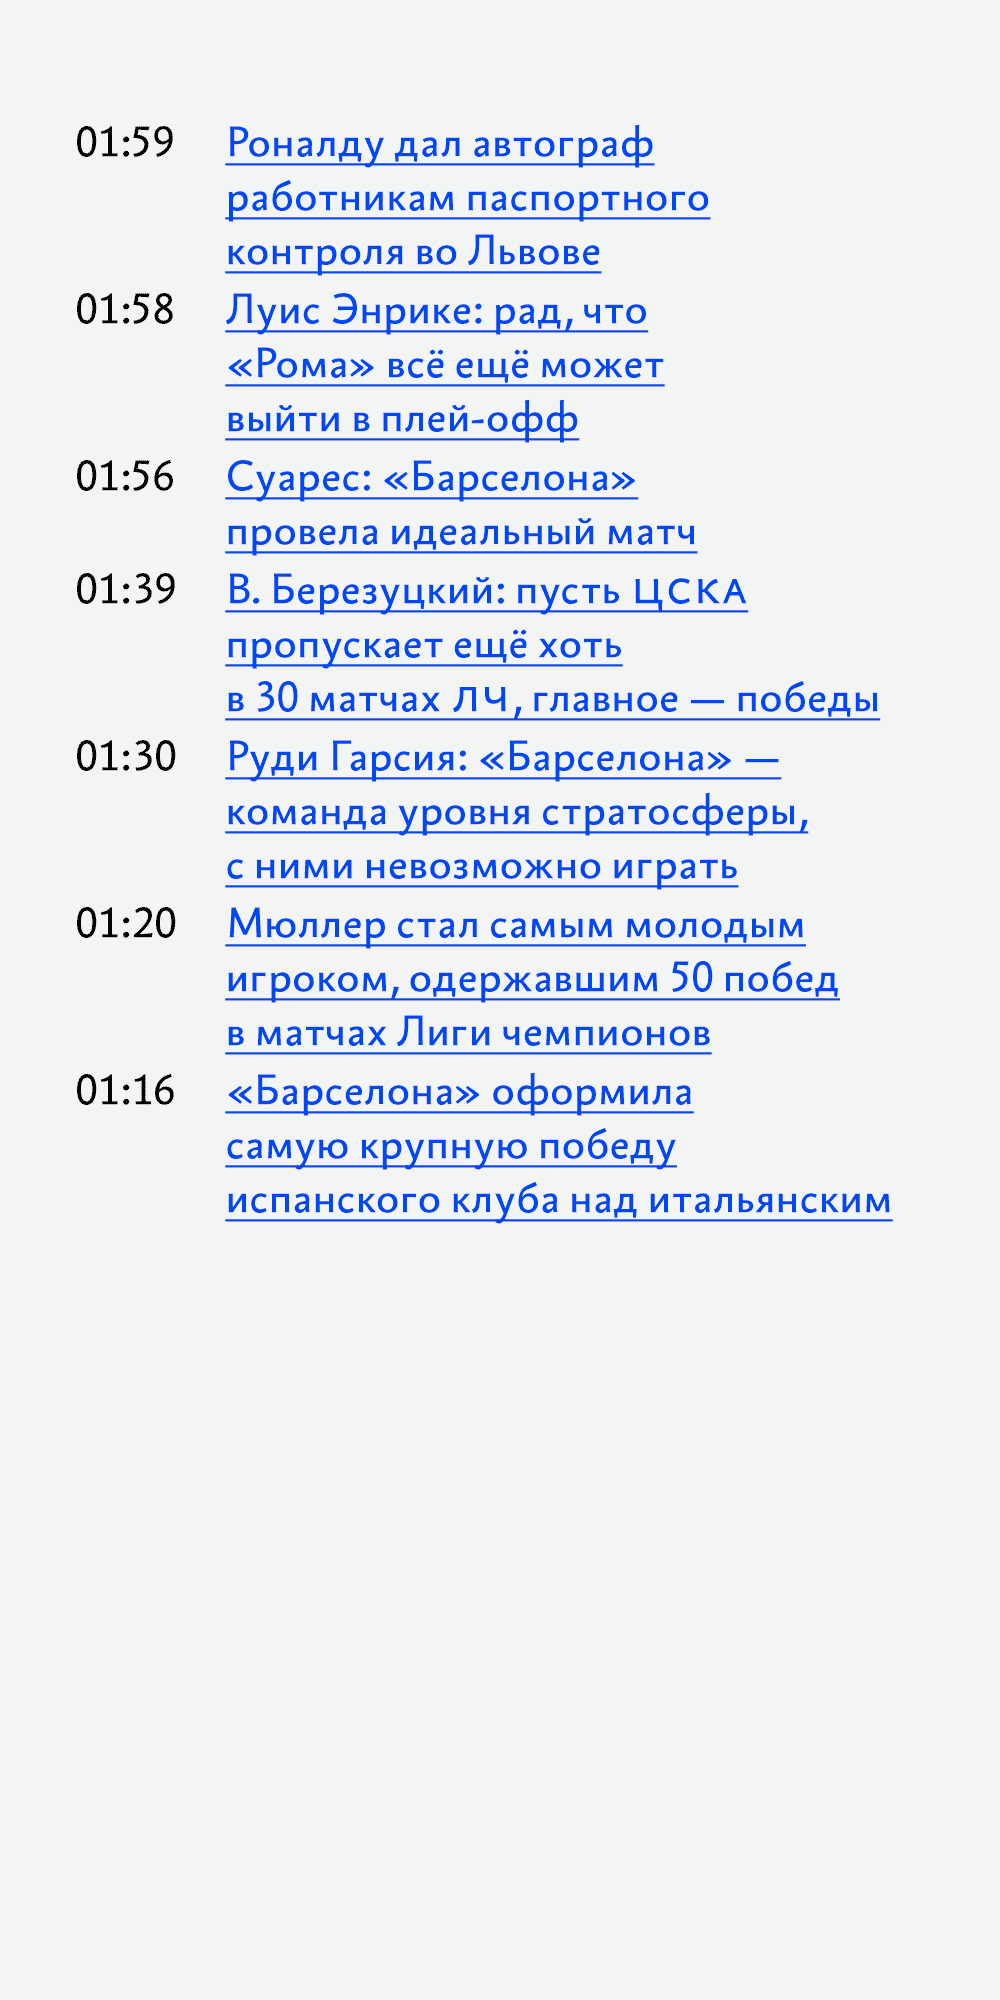 01:59 Роналду дал автограф
работникам паспортного
контроля во Львове
01:58 Луис Энрике: рад, что
«Рома» всё ещё может
выйти в плей-офф
01:56 Суарес: «Барселона»
провела идеальный матч
01:39 В. Березуцкий: пусть ЦСКА
пропускает ещё хоть
в 30 матчах ЛЧ, главное — победы
01:30 Руди Гарсия: «Барселона» —
команда уровня стратосферы,
с ними невозможно играть
01:20 Мюллер стал самым молодым
игроком, одержавшим 50 побед
в матчах Лиги чемпионов
01:16 «Барселона» оформила
самую крупную победу
испанского клуба над итальянским